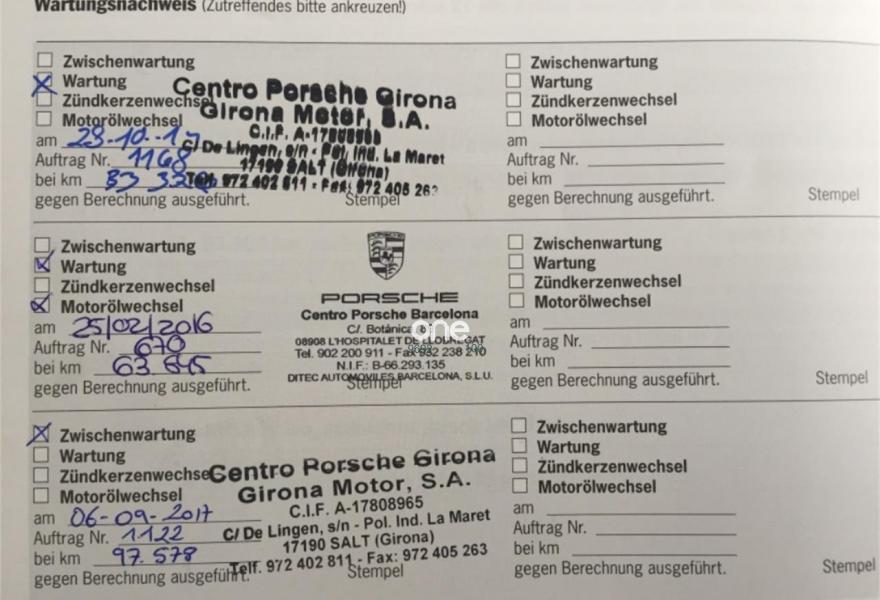 Wartungsnachweis (Zutreffendes bitte ankreuzen!)
Zwischenwartung
Wartung
Zündkerzenwechsel
Motorölwechsel
am
Auftrag Nr. 1168
bei km
gegen Berechnung ausgeführt.
Centro Porsche Girona
Girona Motor, S.A.
C.I.F. A-17808965
C/ De Lingen, s/n - Pol. Ind. La Maret
17190 SALT (Girona)
Telf. 972 402 811 - Fax: 972 405 263
Stempel
Zwischenwartung
Wartung
Zündkerzenwechsel
Motorölwechsel
am
Auftrag Nr.
bei km
gegen Berechnung ausgeführt.
Stempel
Zwischenwartung
Wartung
Zündkerzenwechsel
Motorölwechsel
am 25/02/2016
Auftrag Nr. 670
bei km 63.845
gegen Berechnung ausgeführt.
PORSCHE
PORSCHE
Centro Porsche Barcelona
C/. Botánica,
08908 L'HOSPITALET DE LLOBREGAT
Tel. 902 200 911 - Fax 932 238 210
N.I.F.: B-66.293.135
DITEC AUTOMOVILES BARCELONA, S.L.U.
Stempel
one
Zwischenwartung
Wartung
Zündkerzenwechsel
Motorölwechsel
am
Auftrag Nr.
bei km
gegen Berechnung ausgeführt.
Stempel
Zwischenwartung
Wartung
Zündkerzenwechsel
Motorölwechsel
am 06-09-2017
Auftrag Nr. 1122
bei km 97.578
gegen Berechnung ausgeführt.
Centro Porsche Girona
Girona Motor, S.A.
C.I.F. A-17808965
C/ De Lingen, s/n - Pol. Ind. La Maret
17190 SALT (Girona)
Telf. 972 402 811 - Fax: 972 405 263
Stempel
Zwischenwartung
Wartung
Zündkerzenwechsel
Motorölwechsel
am
Auftrag Nr.
bei km
gegen Berechnung ausgeführt.
Stempel